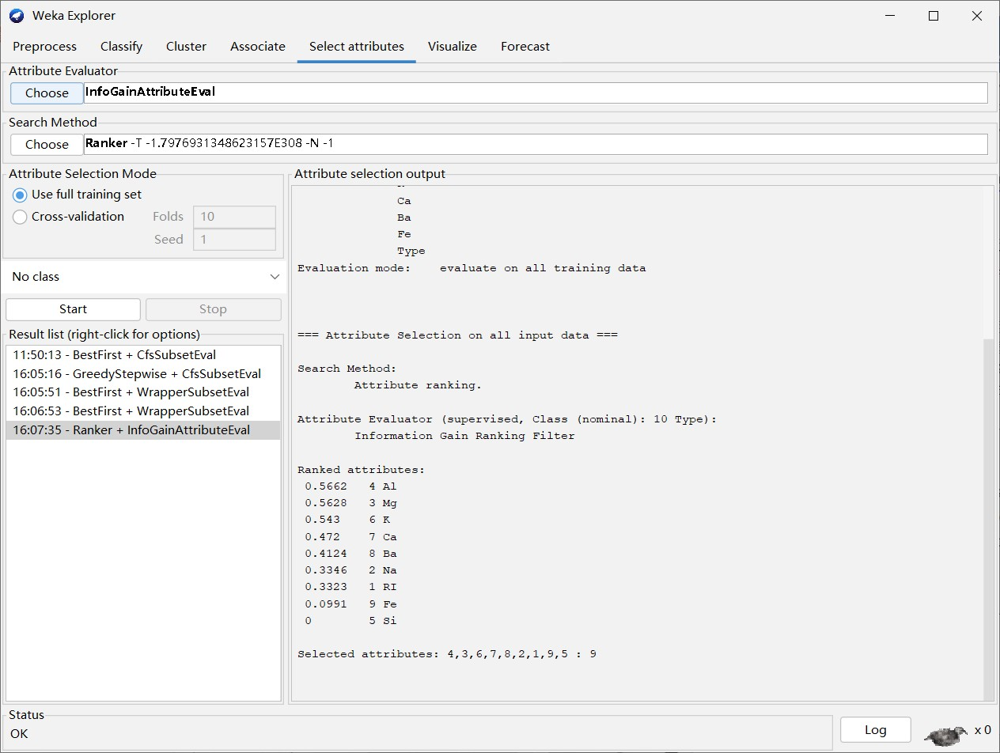 Weka Explorer
Preprocess Classify Cluster Associate Select attributes Visualize Forecast
Attribute Evaluator
Choose InfoGainAttributeEval
Search Method
Choose Ranker -T -1.7976931348623157E308 -N -1
Attribute Selection Mode
Use full training set
Cross-validation Folds 10
Seed 1
No class
Start Stop
Result list (right-click for options)
11:50:13 - BestFirst + CfsSubsetEval
16:05:16 - GreedyStepwise + CfsSubsetEval
16:05:51 - BestFirst + WrapperSubsetEval
16:06:53 - BestFirst + WrapperSubsetEval
16:07:35 - Ranker + InfoGainAttributeEval
Attribute selection output
Ca
Ba
Fe
Type
Evaluation mode: evaluate on all training data
=== Attribute Selection on all input data ===
Search Method:
Attribute ranking.
Attribute Evaluator (supervised, Class (nominal): 10 Type):
Information Gain Ranking Filter
Ranked attributes:
0.5662 4 Al
0.5628 3 Mg
0.543 6 K
0.472 7 Ca
0.4124 8 Ba
0.3346 2 Na
0.3323 1 RI
0.0991 9 Fe
0 5 Si
Selected attributes: 4,3,6,7,8,2,1,9,5 : 9
Status
OK
Log x 0